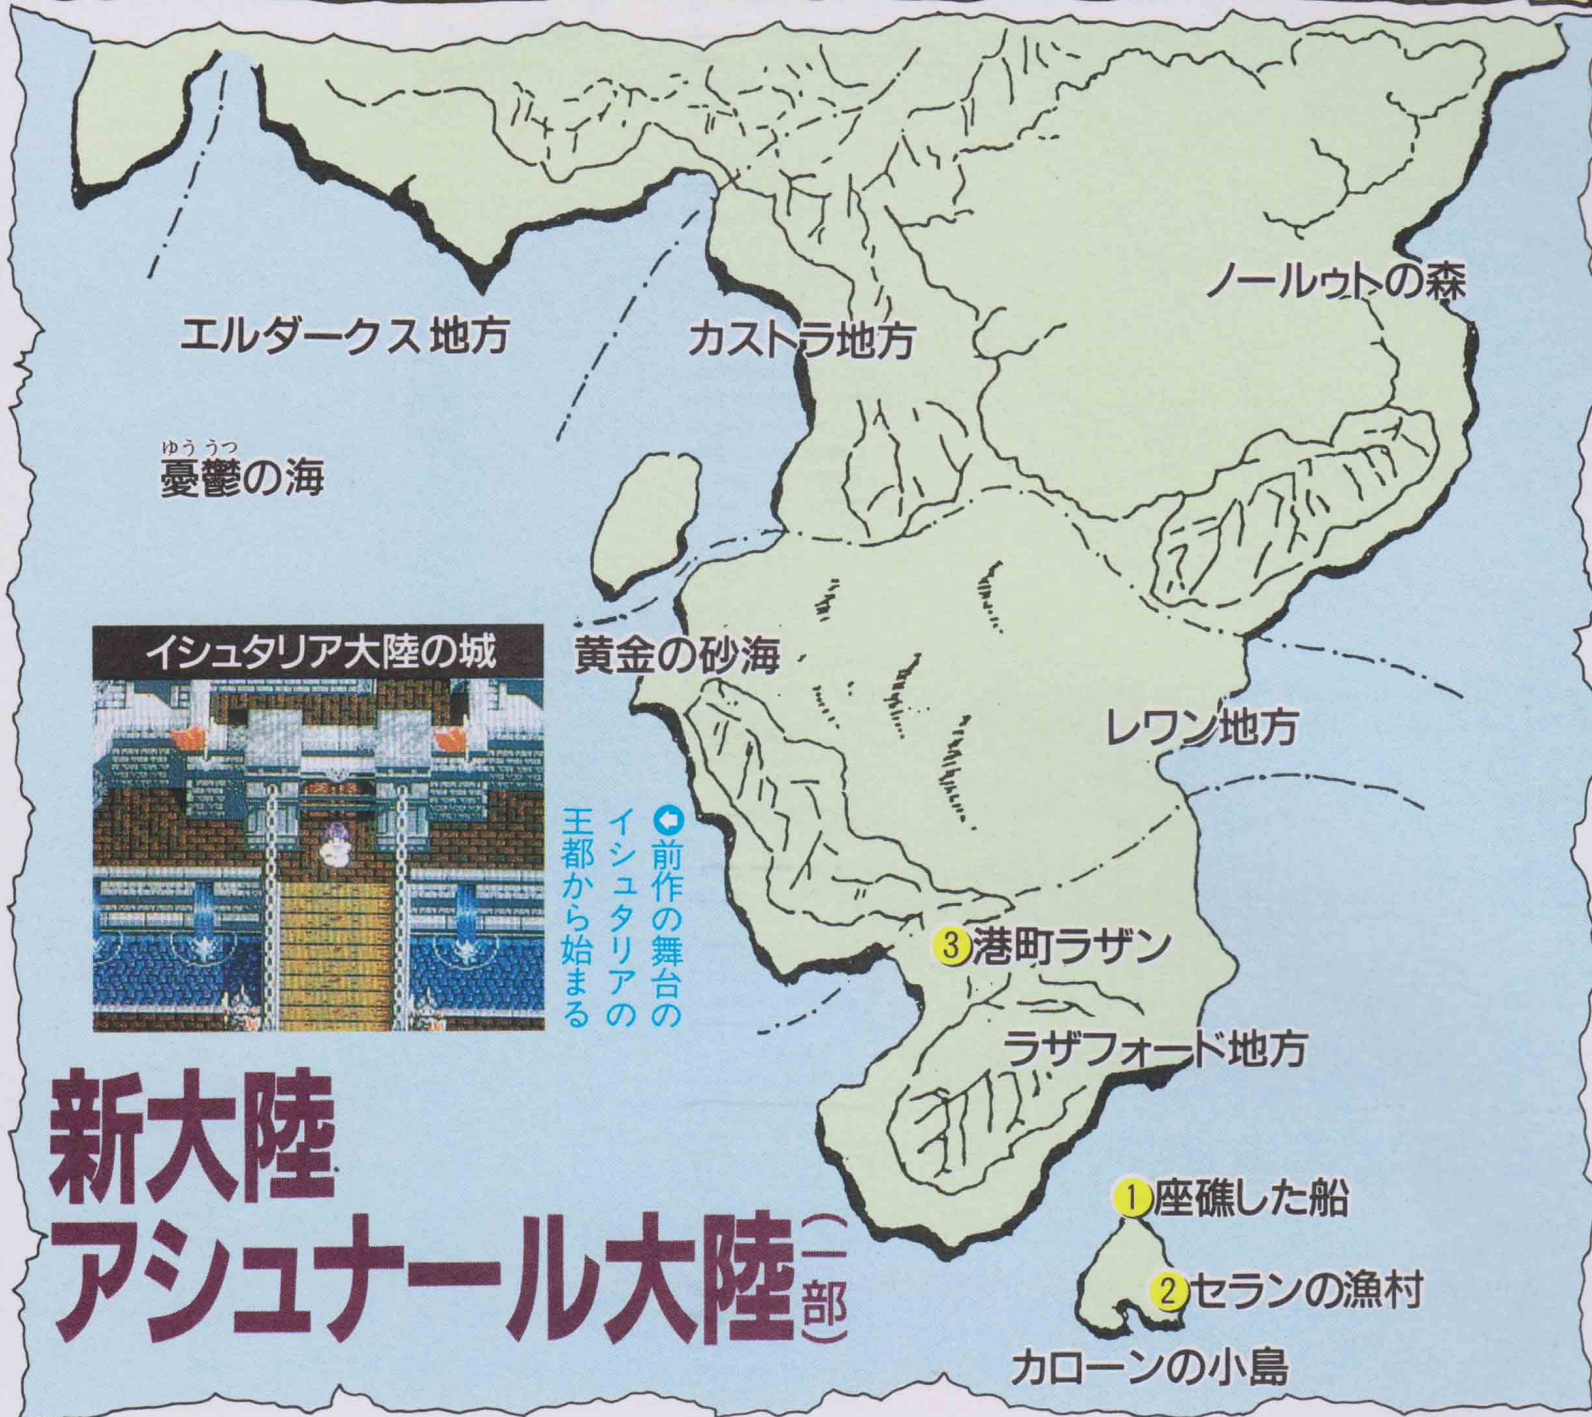 ノールゥトの森
エルダークス地方
カストラ地方
ゆううつ
憂鬱の海
イシュタリア大陸の城
黄金の砂海
レワン地方
前作の舞台の
イシュタリアの
王都から始まる
③港町ラザン
ラザフォード地方
新大陸
アシュナール大陸(一部)
①座礁した船
②セランの漁村
カローンの小島